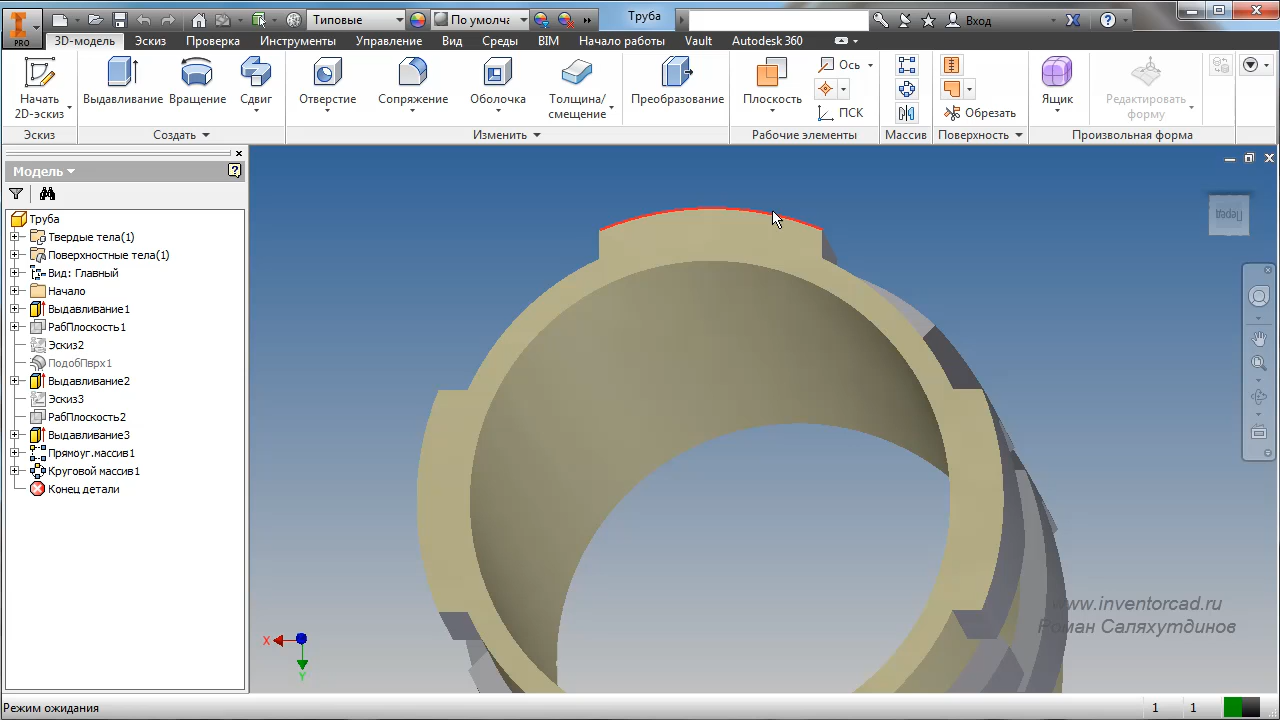 Типовые
По умолча
Труба
Вход
PRO
3D-модель
Эскиз
Проверка
Инструменты
Управление
Вид
Среды
BIM
Начало работы
Vault
Autodesk 360
Начать
2D-эскиз
Выдавливание
Вращение
Сдвиг
Отверстие
Сопряжение
Оболочка
Толщина/
смещение
Преобразование
Плоскость
Ось
ПСК
Обрезать
Ящик
Редактировать
форму
Эскиз
Создать
Изменить
Рабочие элементы
Массив
Поверхность
Произвольная форма
Модель
Труба
Твердые тела(1)
Поверхностные тела(1)
Вид: Главный
Начало
Выдавливание1
РабПлоскость1
Эскиз2
ПодобПврх1
Выдавливание2
Эскиз3
РабПлоскость2
Выдавливание3
Прямоуг.массив1
Круговой массив1
Конец детали
Перед
X
Y
www.inventorcad.ru
Роман Саляхутдинов
Режим ожидания
1
1